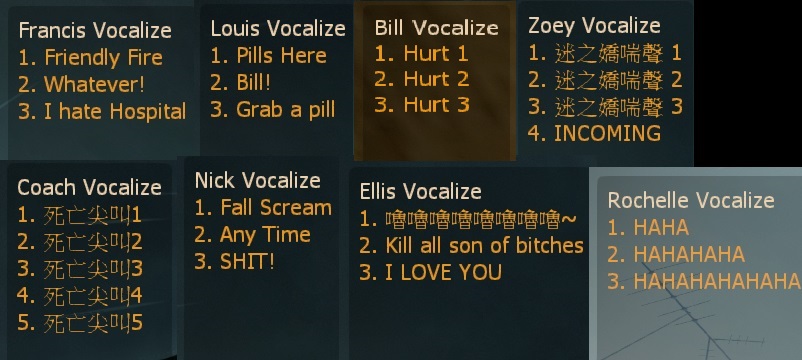 Francis Vocalize
1. Friendly Fire
2. Whatever!
3. I hate Hospital
Louis Vocalize
1. Pills Here
2. Bill!
3. Grab a pill
Bill Vocalize
1. Hurt 1
2. Hurt 2
3. Hurt 3
Zoey Vocalize
1. 迷之嬌喘聲 1
2. 迷之嬌喘聲 2
3. 迷之嬌喘聲 3
4. INCOMING
Coach Vocalize
1. 死亡尖叫1
2. 死亡尖叫2
3. 死亡尖叫3
4. 死亡尖叫4
5. 死亡尖叫5
Nick Vocalize
1. Fall Scream
2. Any Time
3. SHIT!
Ellis Vocalize
1. 嚕嚕嚕嚕嚕嚕嚕嚕~
2. Kill all son of bitches
3. I LOVE YOU
Rochelle Vocalize
1. HAHA
2. HAHAHAHA
3. HAHAHAHAHAHA